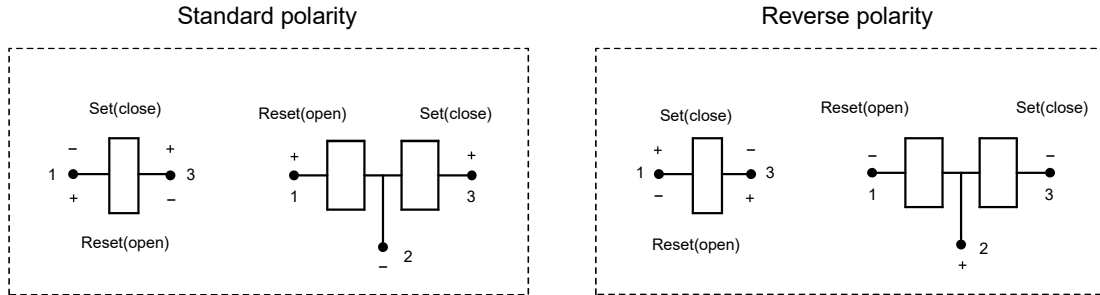 Standard polarity
Reverse polarity
Set(close)
− +
1 3
+ −
Reset(open)
Reset(open) Set(close)
+ +
1 3
2
−
Set(close)
+ −
1 3
− +
Reset(open)
Reset(open) Set(close)
− −
1 3
2
+